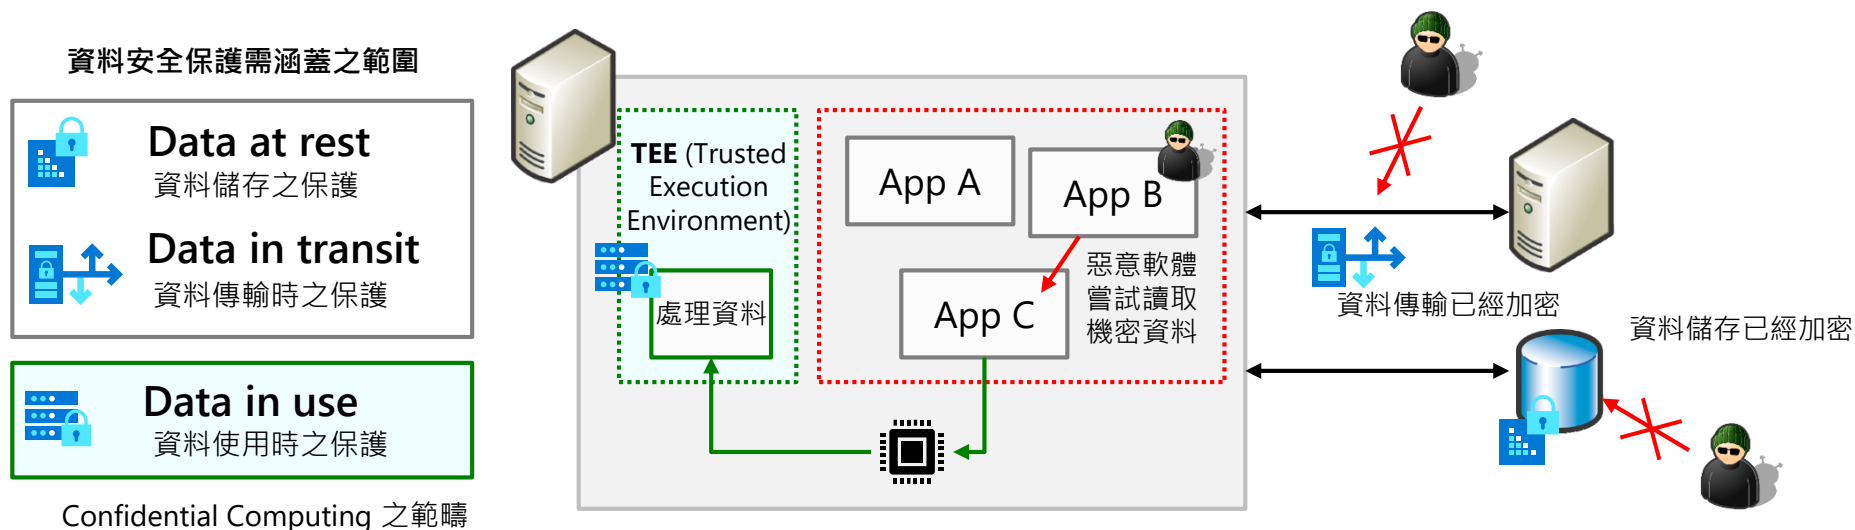 資料安全保護需涵蓋之範圍
Data at rest
資料儲存之保護
Data in transit
資料傳輸時之保護
Data in use
資料使用時之保護
Confidential Computing 之範疇
TEE (Trusted
Execution
Environment)
處理資料
App A
App B
App C
惡意軟體
嘗試讀取
機密資料
資料傳輸已經加密
資料儲存已經加密